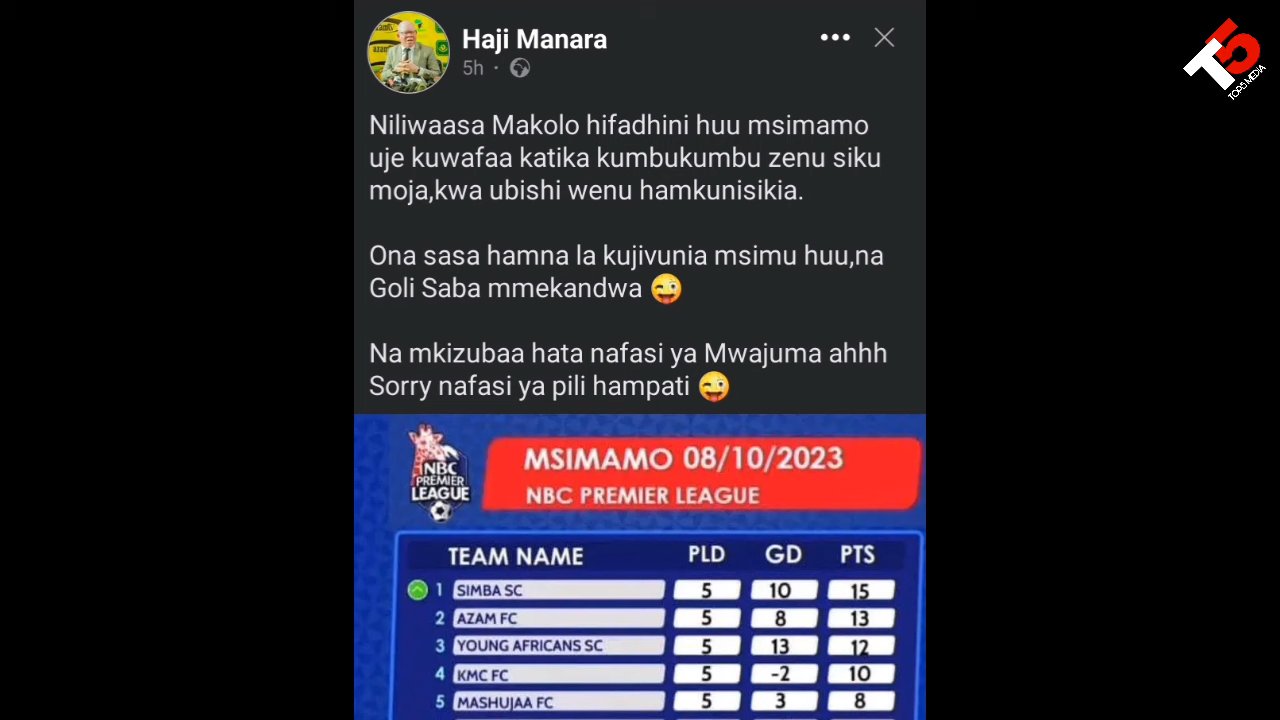 Haji Manara
5h
Niliwaasa Makolo hifadhini huu msimamo
uje kuwafaa katika kumbukumbu zenu siku
moja,kwa ubishi wenu hamkunisikia.
Ona sasa hamna la kujivunia msimu huu,na
Goli Saba mmekandwa 😜
Na mkizubaa hata nafasi ya Mwajuma ahhh
Sorry nafasi ya pili hampati 😜
T5
TOP5 MEDIA
NBC
PREMIER
LEAGUE
MSIMAMO 08/10/2023
NBC PREMIER LEAGUE
TEAM NAME PLD GD PTS
1 SIMBA SC 5 10 15
2 AZAM FC 5 8 13
3 YOUNG AFRICANS SC 5 13 12
4 KMC FC 5 -2 10
5 MASHUJAA FC 5 3 8